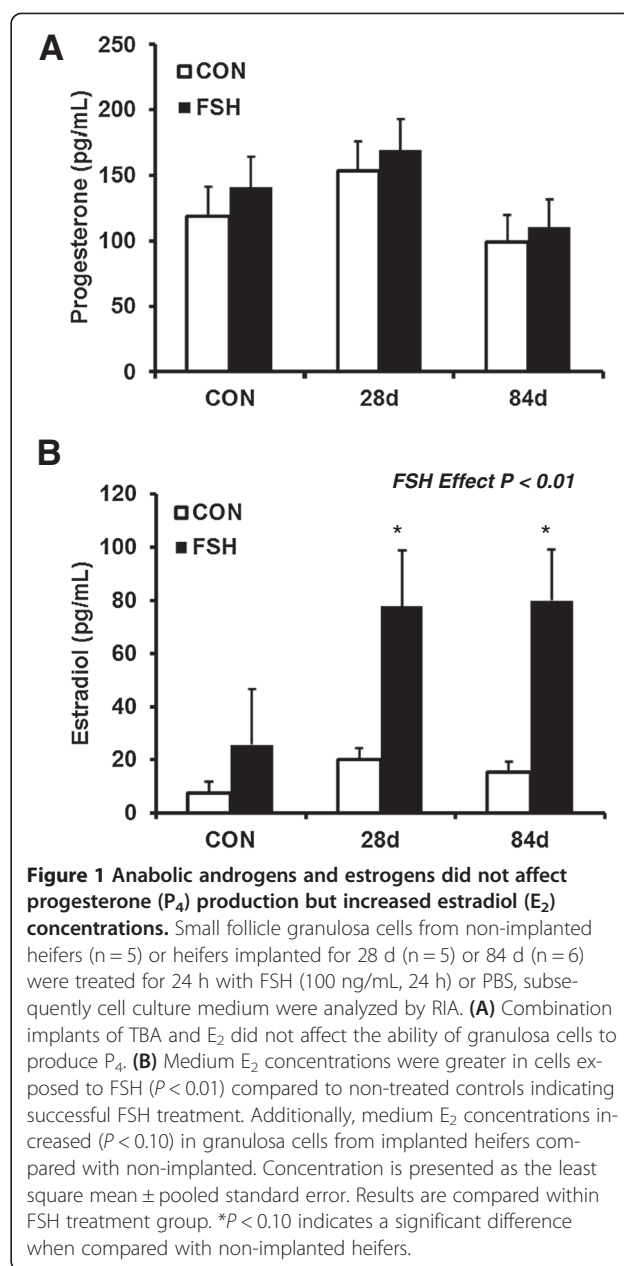 A
250
200
150
100
50
0
Progesterone (pg/mL)
CON
FSH
CON 28d 84d
B
FSH Effect P < 0.01
120
100
80
60
40
20
0
Estradiol (pg/mL)
CON
FSH
* *
CON 28d 84d
Figure 1 Anabolic androgens and estrogens did not affect
progesterone (P₄) production but increased estradiol (E₂)
concentrations. Small follicle granulosa cells from non-implanted
heifers (n = 5) or heifers implanted for 28 d (n = 5) or 84 d (n = 6)
were treated for 24 h with FSH (100 ng/mL, 24 h) or PBS, subse-
quently cell culture medium were analyzed by RIA. (A) Combination
implants of TBA and E₂ did not affect the ability of granulosa cells to
produce P₄. (B) Medium E₂ concentrations were greater in cells ex-
posed to FSH (P < 0.01) compared to non-treated controls indicating
successful FSH treatment. Additionally, medium E₂ concentrations in-
creased (P < 0.10) in granulosa cells from implanted heifers com-
pared with non-implanted. Concentration is presented as the least
square mean ± pooled standard error. Results are compared within
FSH treatment group. *P < 0.10 indicates a significant difference
when compared with non-implanted heifers.